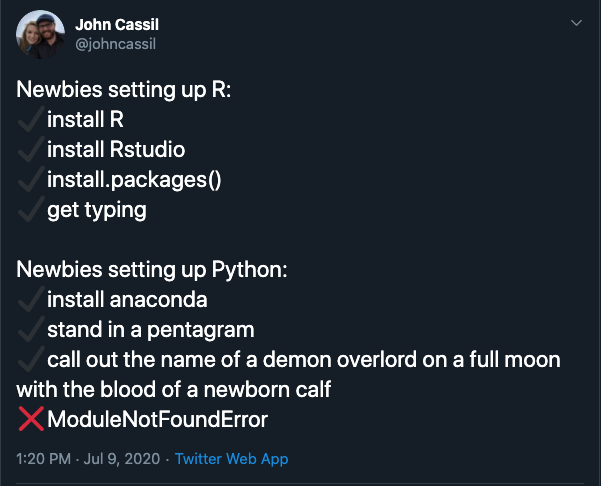 John Cassil
@johncassil
Newbies setting up R:
✔️install R
✔️install Rstudio
✔️install.packages()
✔️get typing
Newbies setting up Python:
✔️install anaconda
✔️stand in a pentagram
✔️call out the name of a demon overlord on a full moon
with the blood of a newborn calf
❌ModuleNotFoundError
1:20 PM · Jul 9, 2020 · Twitter Web App